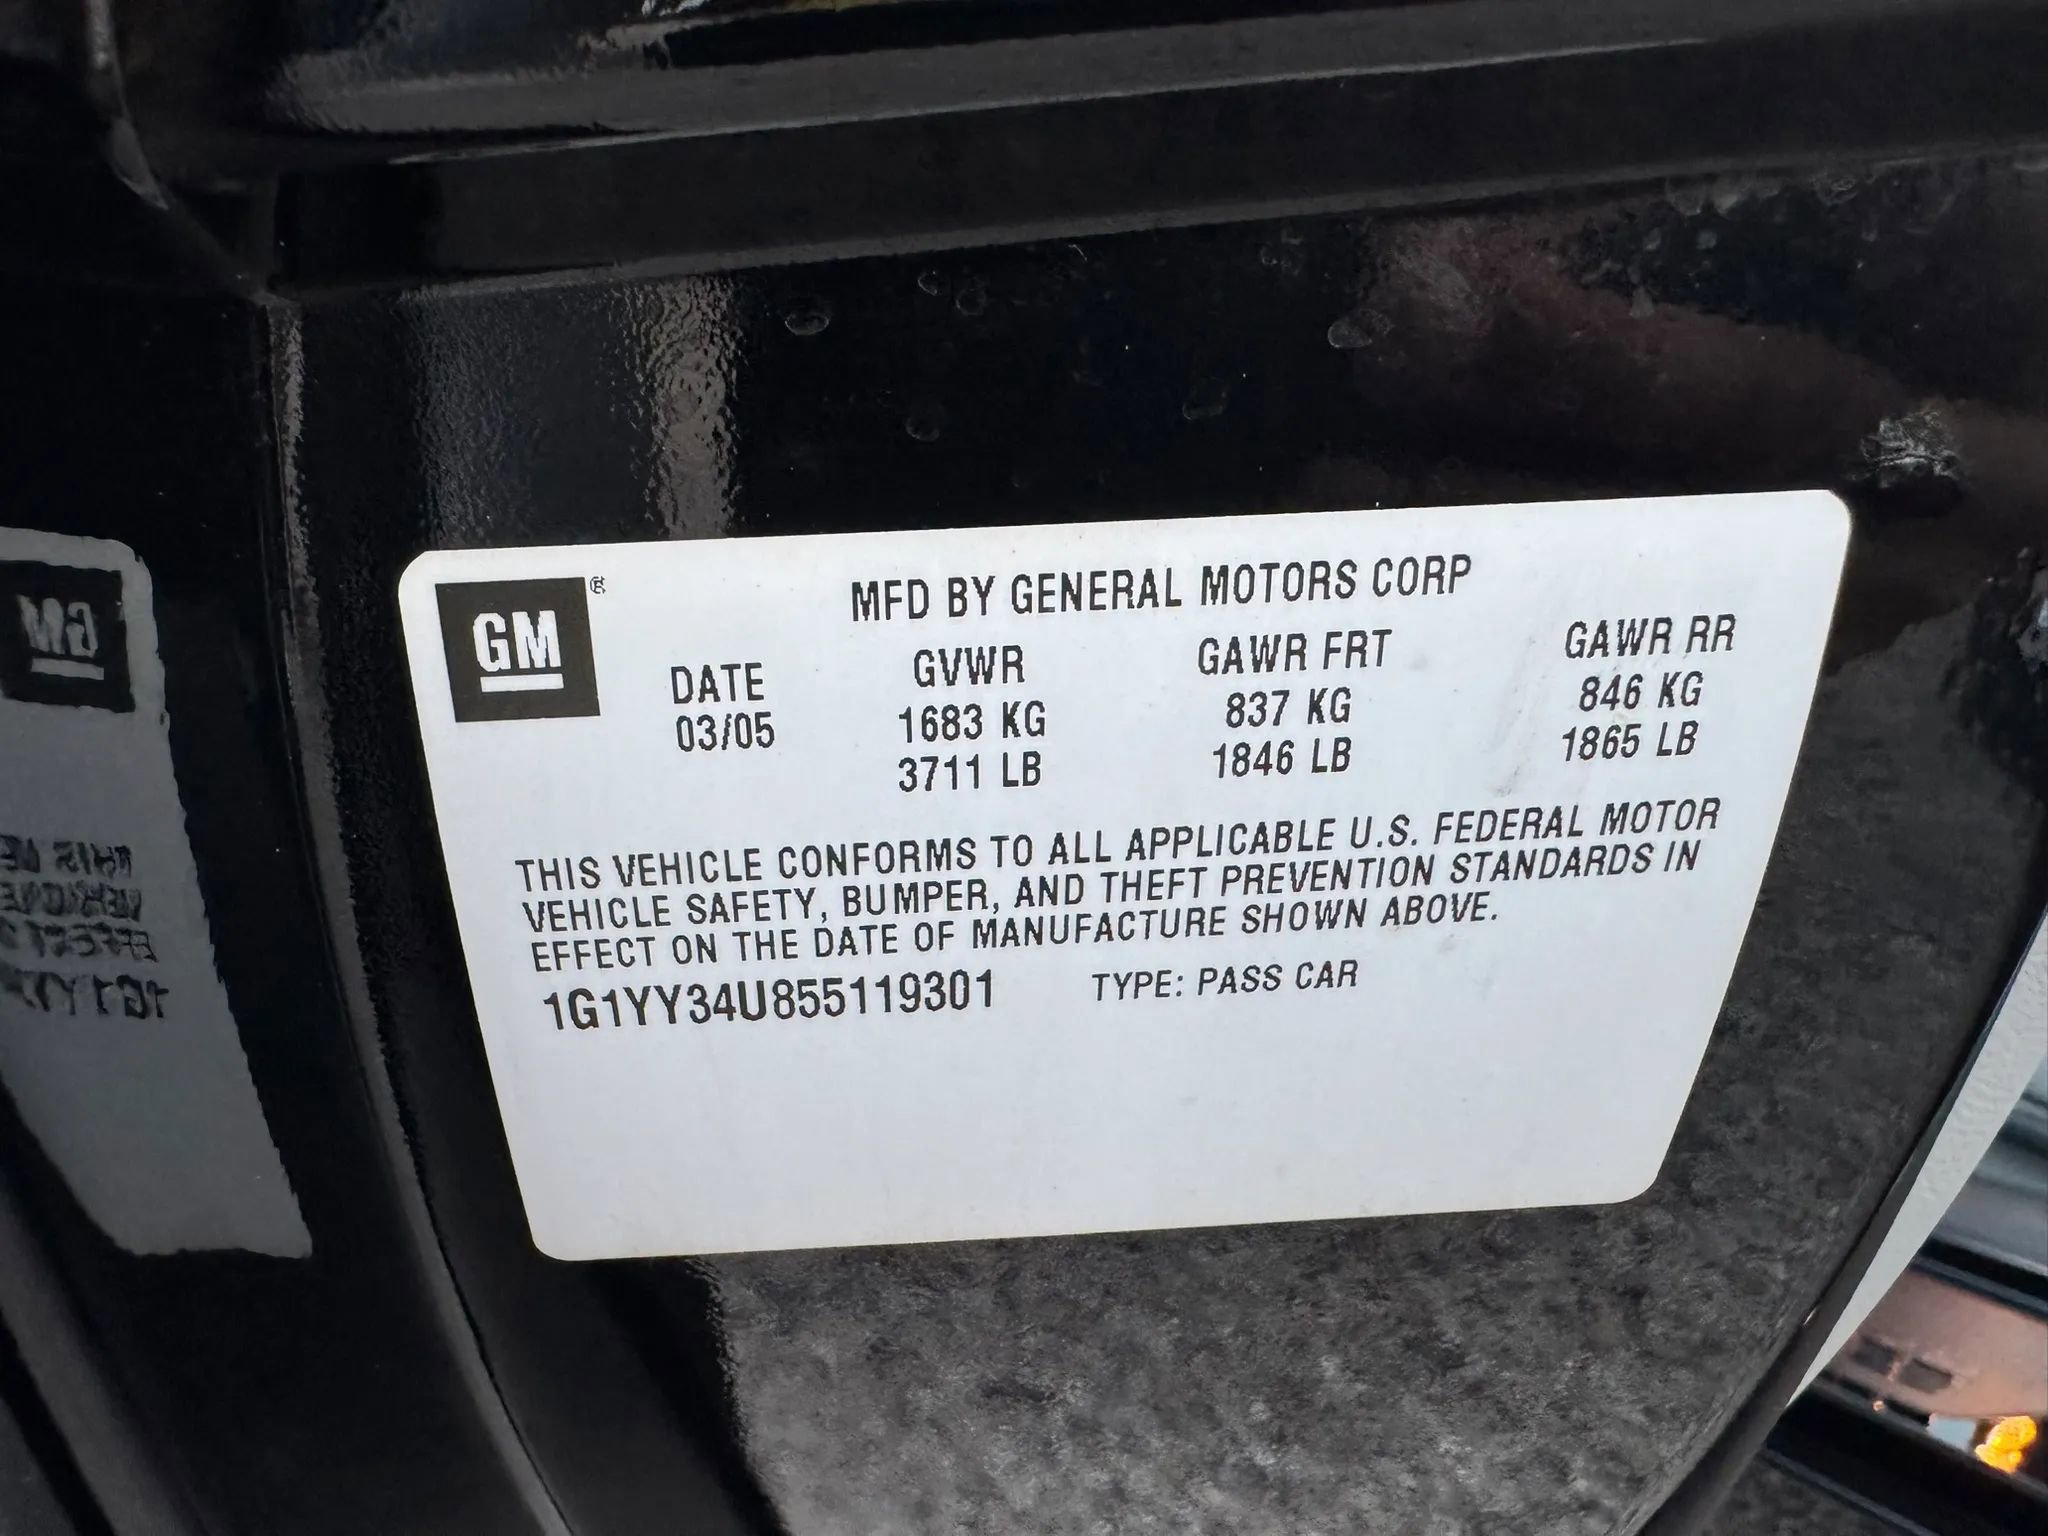 GM®
MFD BY GENERAL MOTORS CORP
DATE GVWR GAWR FRT GAWR RR
03/05 1683 KG 837 KG 846 KG
3711 LB 1846 LB 1865 LB
THIS VEHICLE CONFORMS TO ALL APPLICABLE U.S. FEDERAL MOTOR
VEHICLE SAFETY, BUMPER, AND THEFT PREVENTION STANDARDS IN
EFFECT ON THE DATE OF MANUFACTURE SHOWN ABOVE.
1G1YY34U855119301 TYPE: PASS CAR